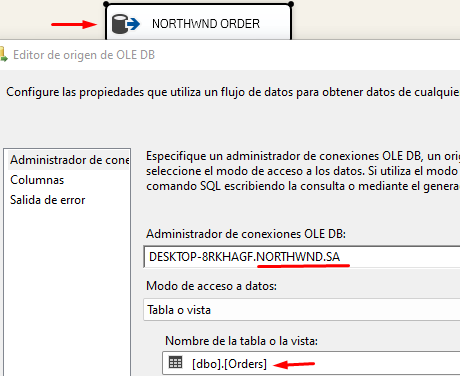 NORTHWND ORDER
Editor de origen de OLE DB
Configure las propiedades que utiliza un flujo de datos para obtener datos de cualquie
Administrador de cone
Columnas
Salida de error
Especifique un administrador de conexiones OLE DB, un orig
seleccione el modo de acceso a los datos. Si utiliza el modo
comando SQL escribiendo la consulta o mediante el genera
Administrador de conexiones OLE DB:
DESKTOP-8RKHAGF.NORTHWND.SA
Modo de acceso a datos:
Tabla o vista
Nombre de la tabla o la vista:
[dbo].[Orders]